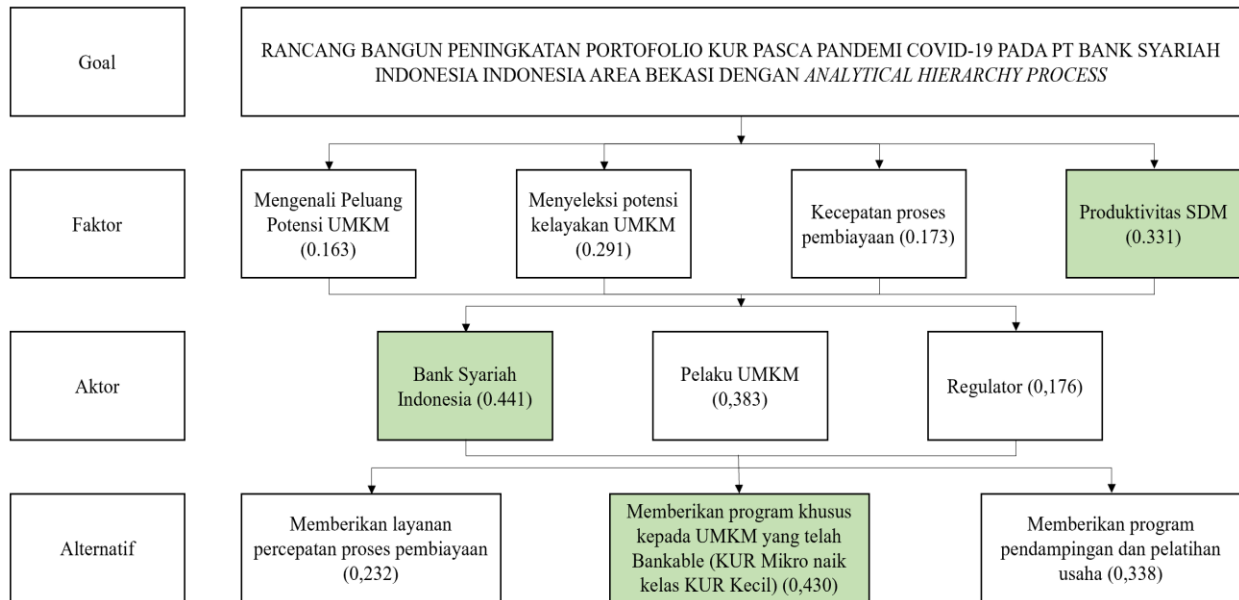 Goal
RANCANG BANGUN PENINGKATAN PORTOFOLIO KUR PASCA PANDEMI COVID-19 PADA PT BANK SYARIAH
INDONESIA INDONESIA AREA BEKASI DENGAN ANALYTICAL HIERARCHY PROCESS
Faktor
Mengenali Peluang
Potensi UMKM
(0.163)
Menyeleksi potensi
kelayakan UMKM
(0.291)
Kecepatan proses
pembiayaan (0.173)
Produktivitas SDM
(0.331)
Aktor
Bank Syariah
Indonesia (0.441)
Pelaku UMKM
(0,383)
Regulator (0,176)
Alternatif
Memberikan layanan
percepatan proses pembiayaan
(0,232)
Memberikan program khusus
kepada UMKM yang telah
Bankable (KUR Mikro naik
kelas KUR Kecil) (0,430)
Memberikan program
pendampingan dan pelatihan
usaha (0,338)